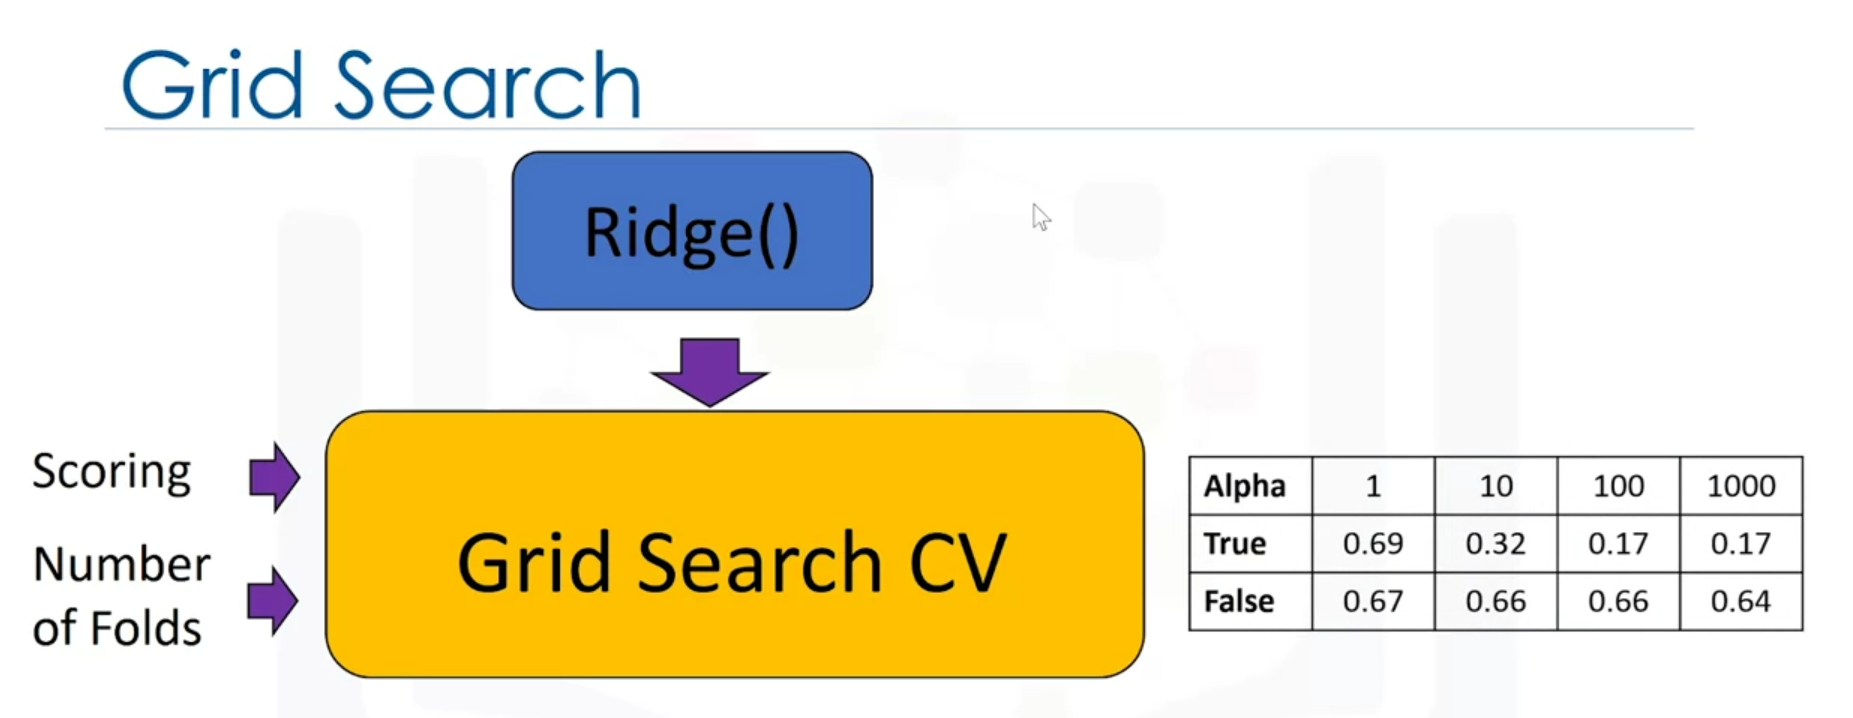 Grid Search
Ridge()
Scoring
Number
of Folds
Grid Search CV
Alpha 1 10 100 1000
True 0.69 0.32 0.17 0.17
False 0.67 0.66 0.66 0.64